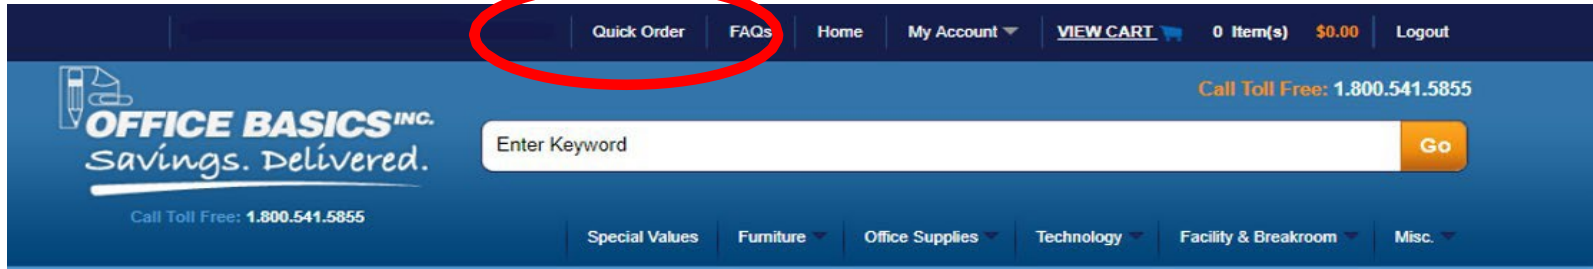 Quick Order FAQs Home My Account VIEW CART 0 Item(s) $0.00 Logout
Call Toll Free: 1.800.541.5855
OFFICE BASICS INC.
Savings. Delivered.
Enter Keyword Go
Call Toll Free: 1.800.541.5855
Special Values Furniture Office Supplies Technology Facility & Breakroom Misc.